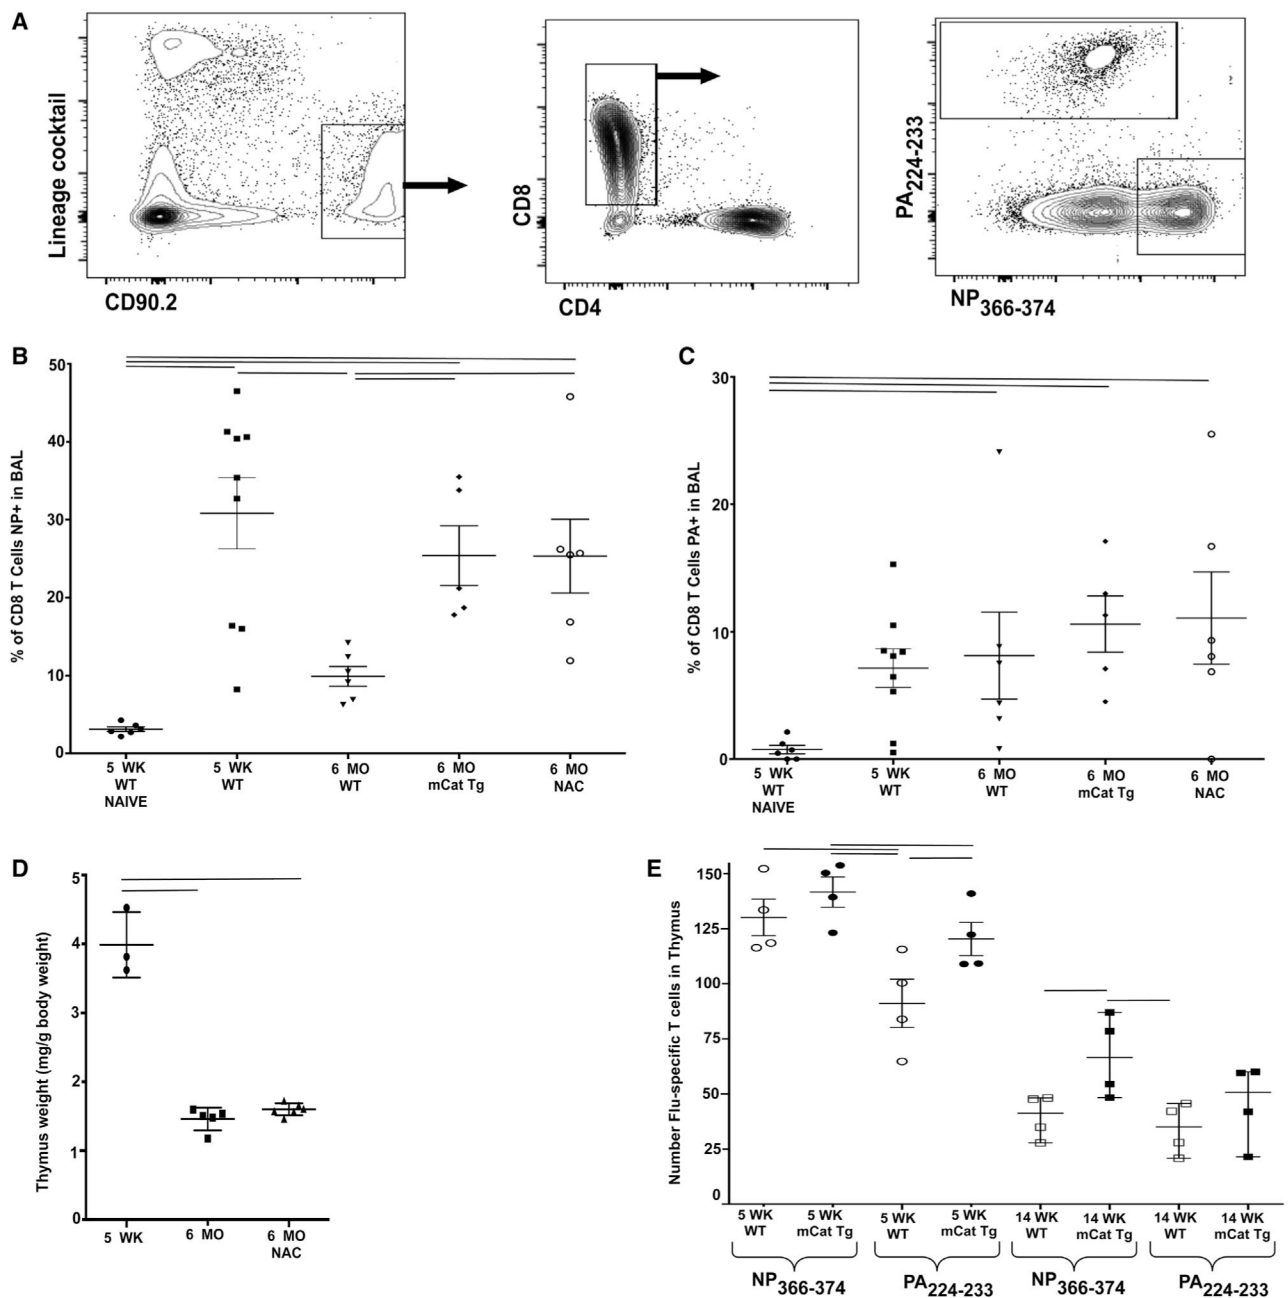 A
Lineage cocktail
CD90.2
CD8
CD4
PA224-233
NP366-374
B
% of CD8 T Cells NP+ in BAL
50
40
30
20
10
0
5 WK WT NAIVE
5 WK WT
6 MO WT
6 MO mCat Tg
6 MO NAC
C
% of CD8 T Cells PA+ in BAL
30
20
10
0
5 WK WT NAIVE
5 WK WT
6 MO WT
6 MO mCat Tg
6 MO NAC
D
Thymus weight (mg/g body weight)
5
4
3
2
1
0
5 WK
6 MO
6 MO NAC
E
Number Flu-specific T cells in Thymus
150
125
100
75
50
25
0
5 WK WT
5 WK mCat Tg
5 WK WT
5 WK mCat Tg
14 WK WT
14 WK mCat Tg
14 WK WT
14 WK mCat Tg
NP366-374
PA224-233
NP366-374
PA224-233